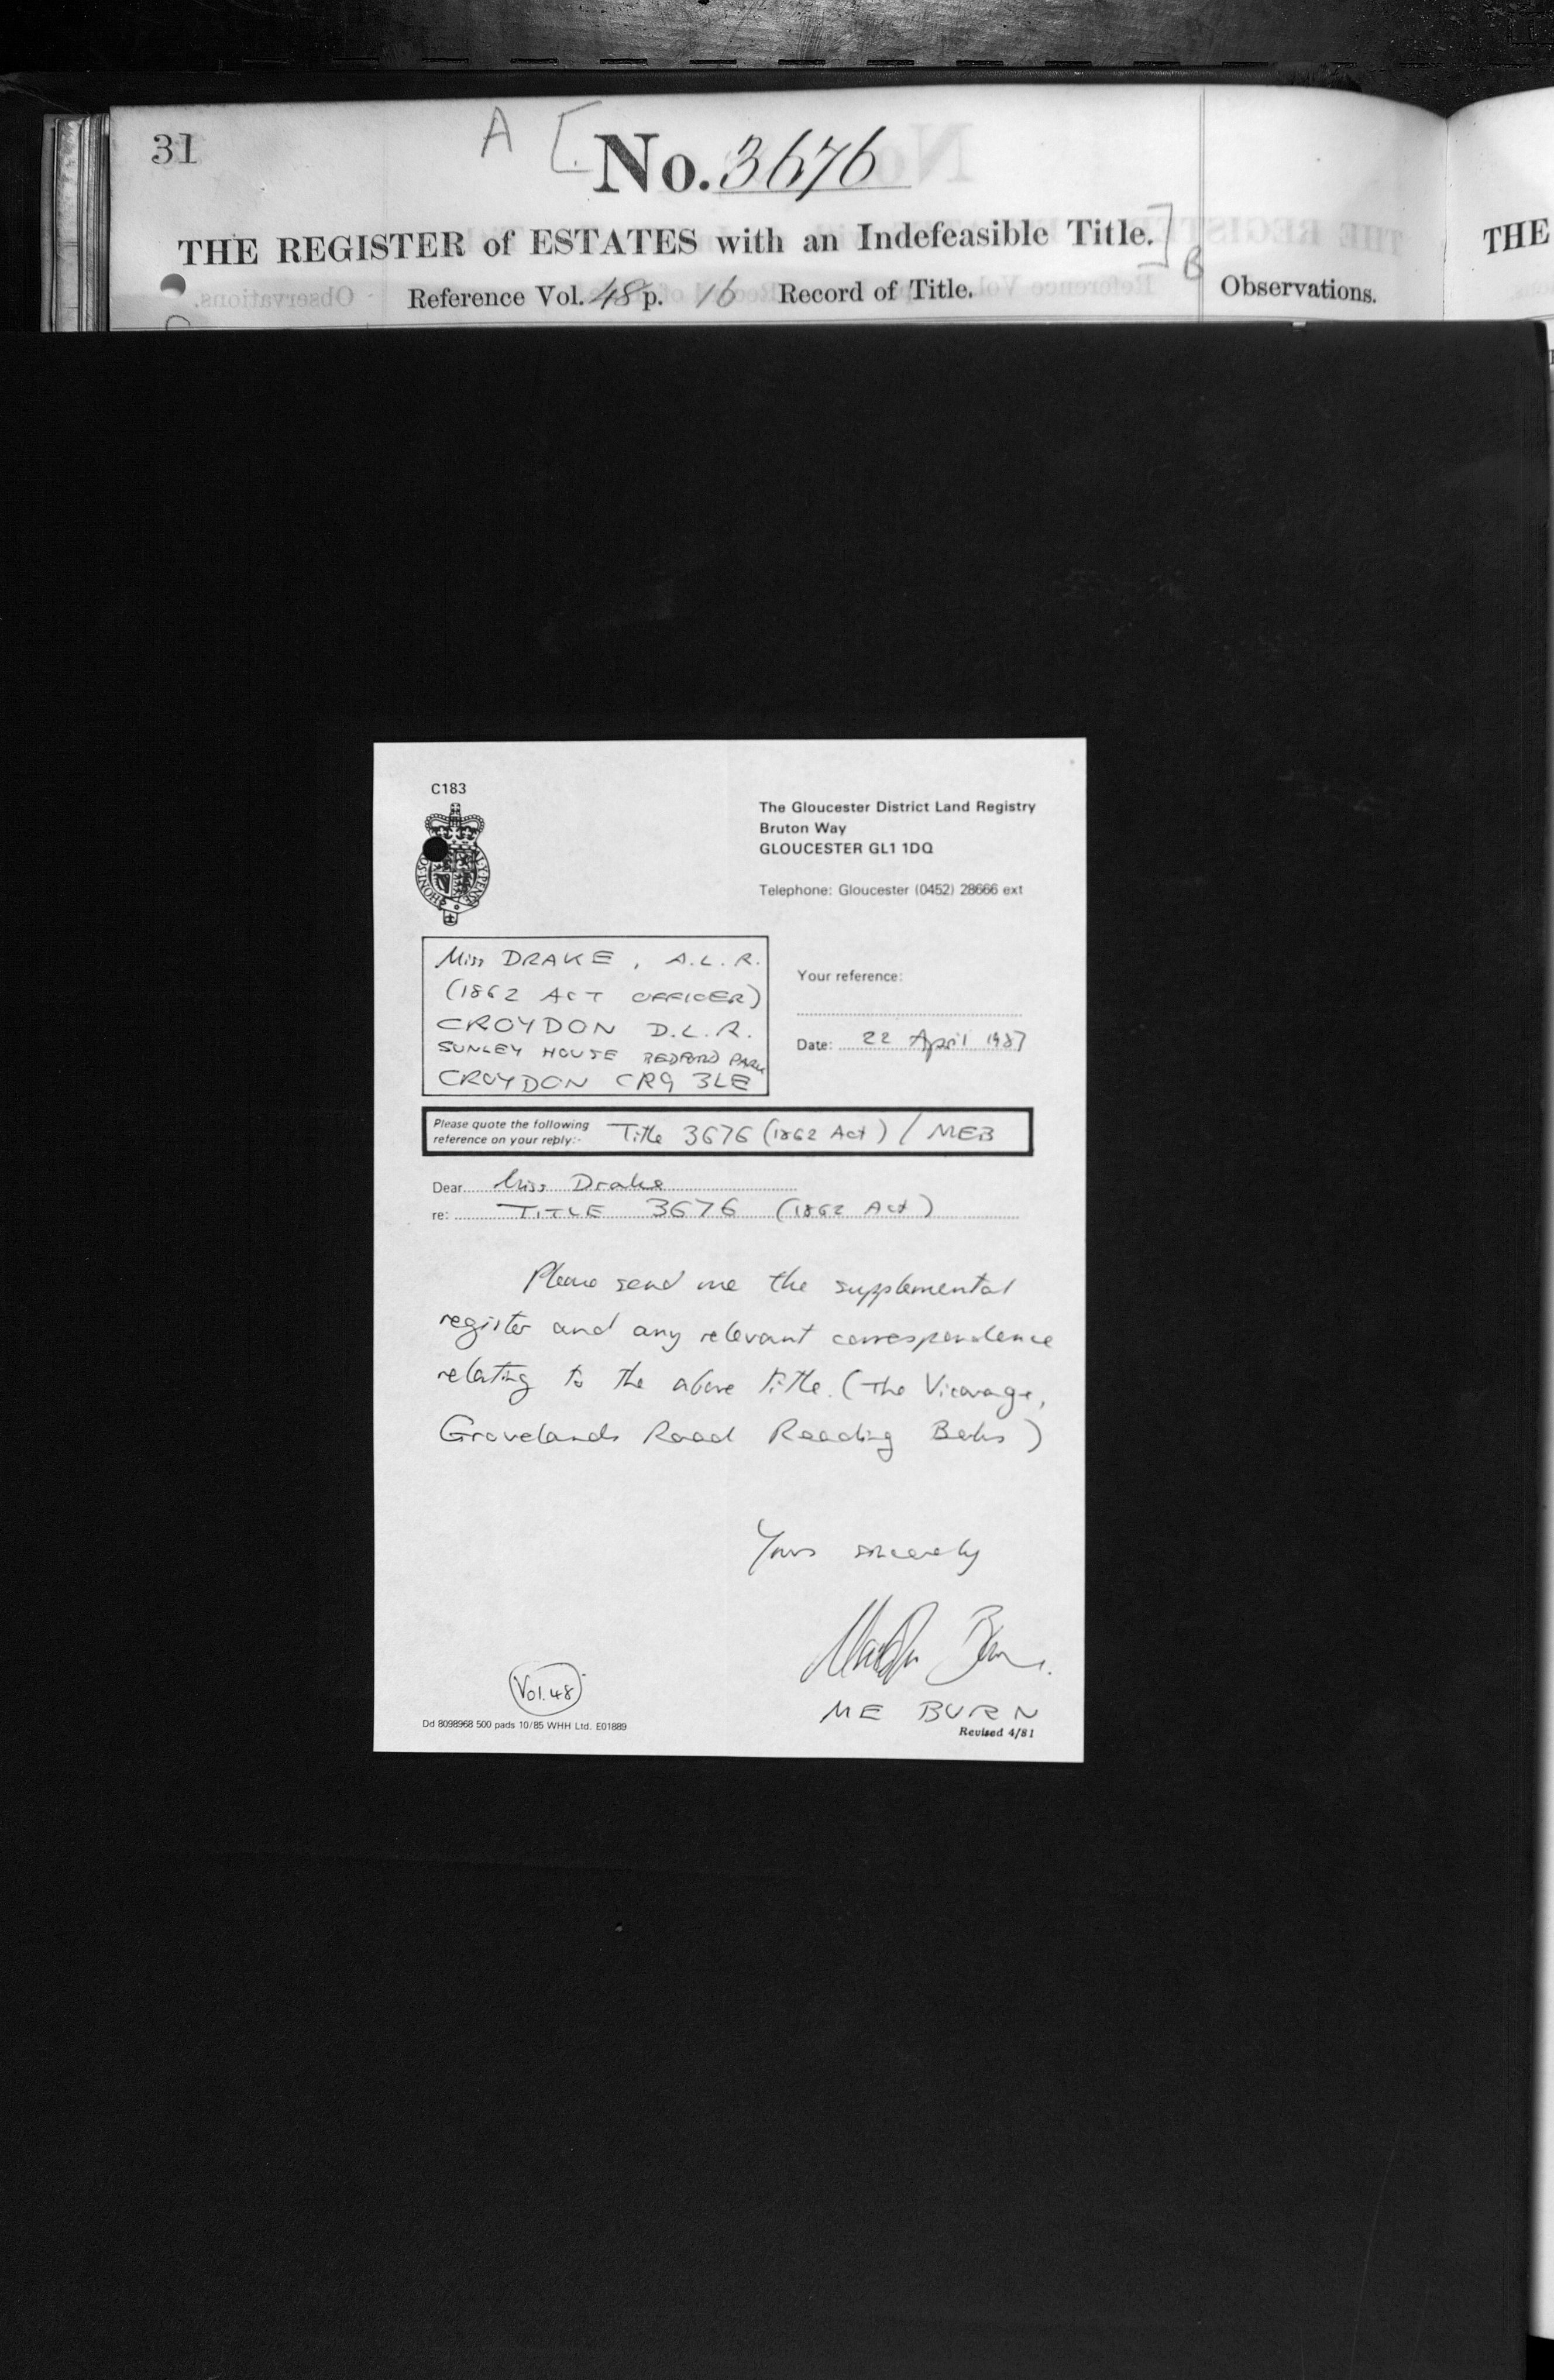 31
A [
No. 3676
THE REGISTER of ESTATES with an Indefeasible Title. ]
B
Reference Vol. 48 p. 16 Record of Title.
Observations.
THE
C183
The Gloucester District Land Registry
Bruton Way
GLOUCESTER GL1 1DQ
Telephone: Gloucester (0452) 28666 ext
Miss DRAKE, A.L.R.
(1862 ACT OFFICER)
CROYDON D.L.R.
SUNLEY HOUSE BEDFORD PARK
CROYDON CR9 3LE
Your reference:
Date: 22 April 1987
Please quote the following
reference on your reply:-
Title 3676 (1862 Act) / MEB
Dear Miss Drake
re: TITLE 3676 (1862 Act)
Please send me the supplemental
register and any relevant correspondence
relating to the above title. (The Vicarage,
Grovelands Road Reading Berks)
Yours sincerely
Martin Burn.
ME BURN
Vol. 48
Dd 8098968 500 pads 10/85 WHH Ltd. E01889
Revised 4/81